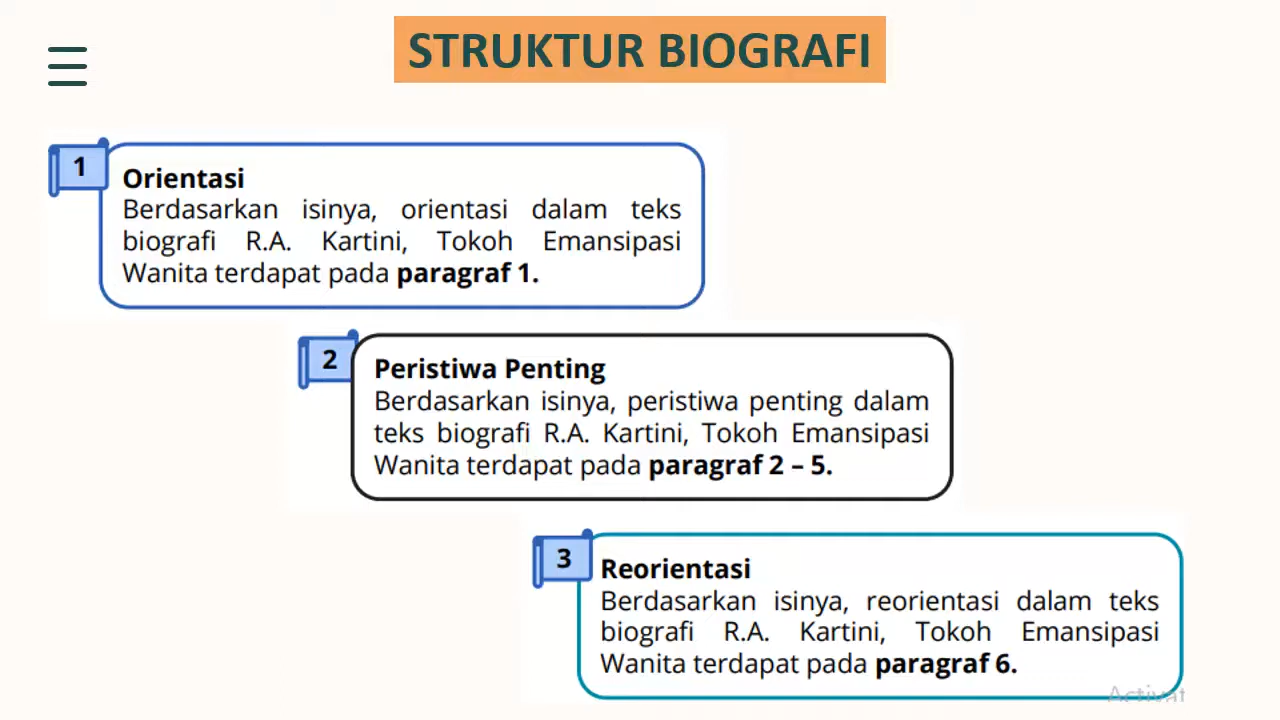 STRUKTUR BIOGRAFI
1
Orientasi
Berdasarkan isinya, orientasi dalam teks
biografi R.A. Kartini, Tokoh Emansipasi
Wanita terdapat pada paragraf 1.
2
Peristiwa Penting
Berdasarkan isinya, peristiwa penting dalam
teks biografi R.A. Kartini, Tokoh Emansipasi
Wanita terdapat pada paragraf 2 – 5.
3
Reorientasi
Berdasarkan isinya, reorientasi dalam teks
biografi R.A. Kartini, Tokoh Emansipasi
Wanita terdapat pada paragraf 6.